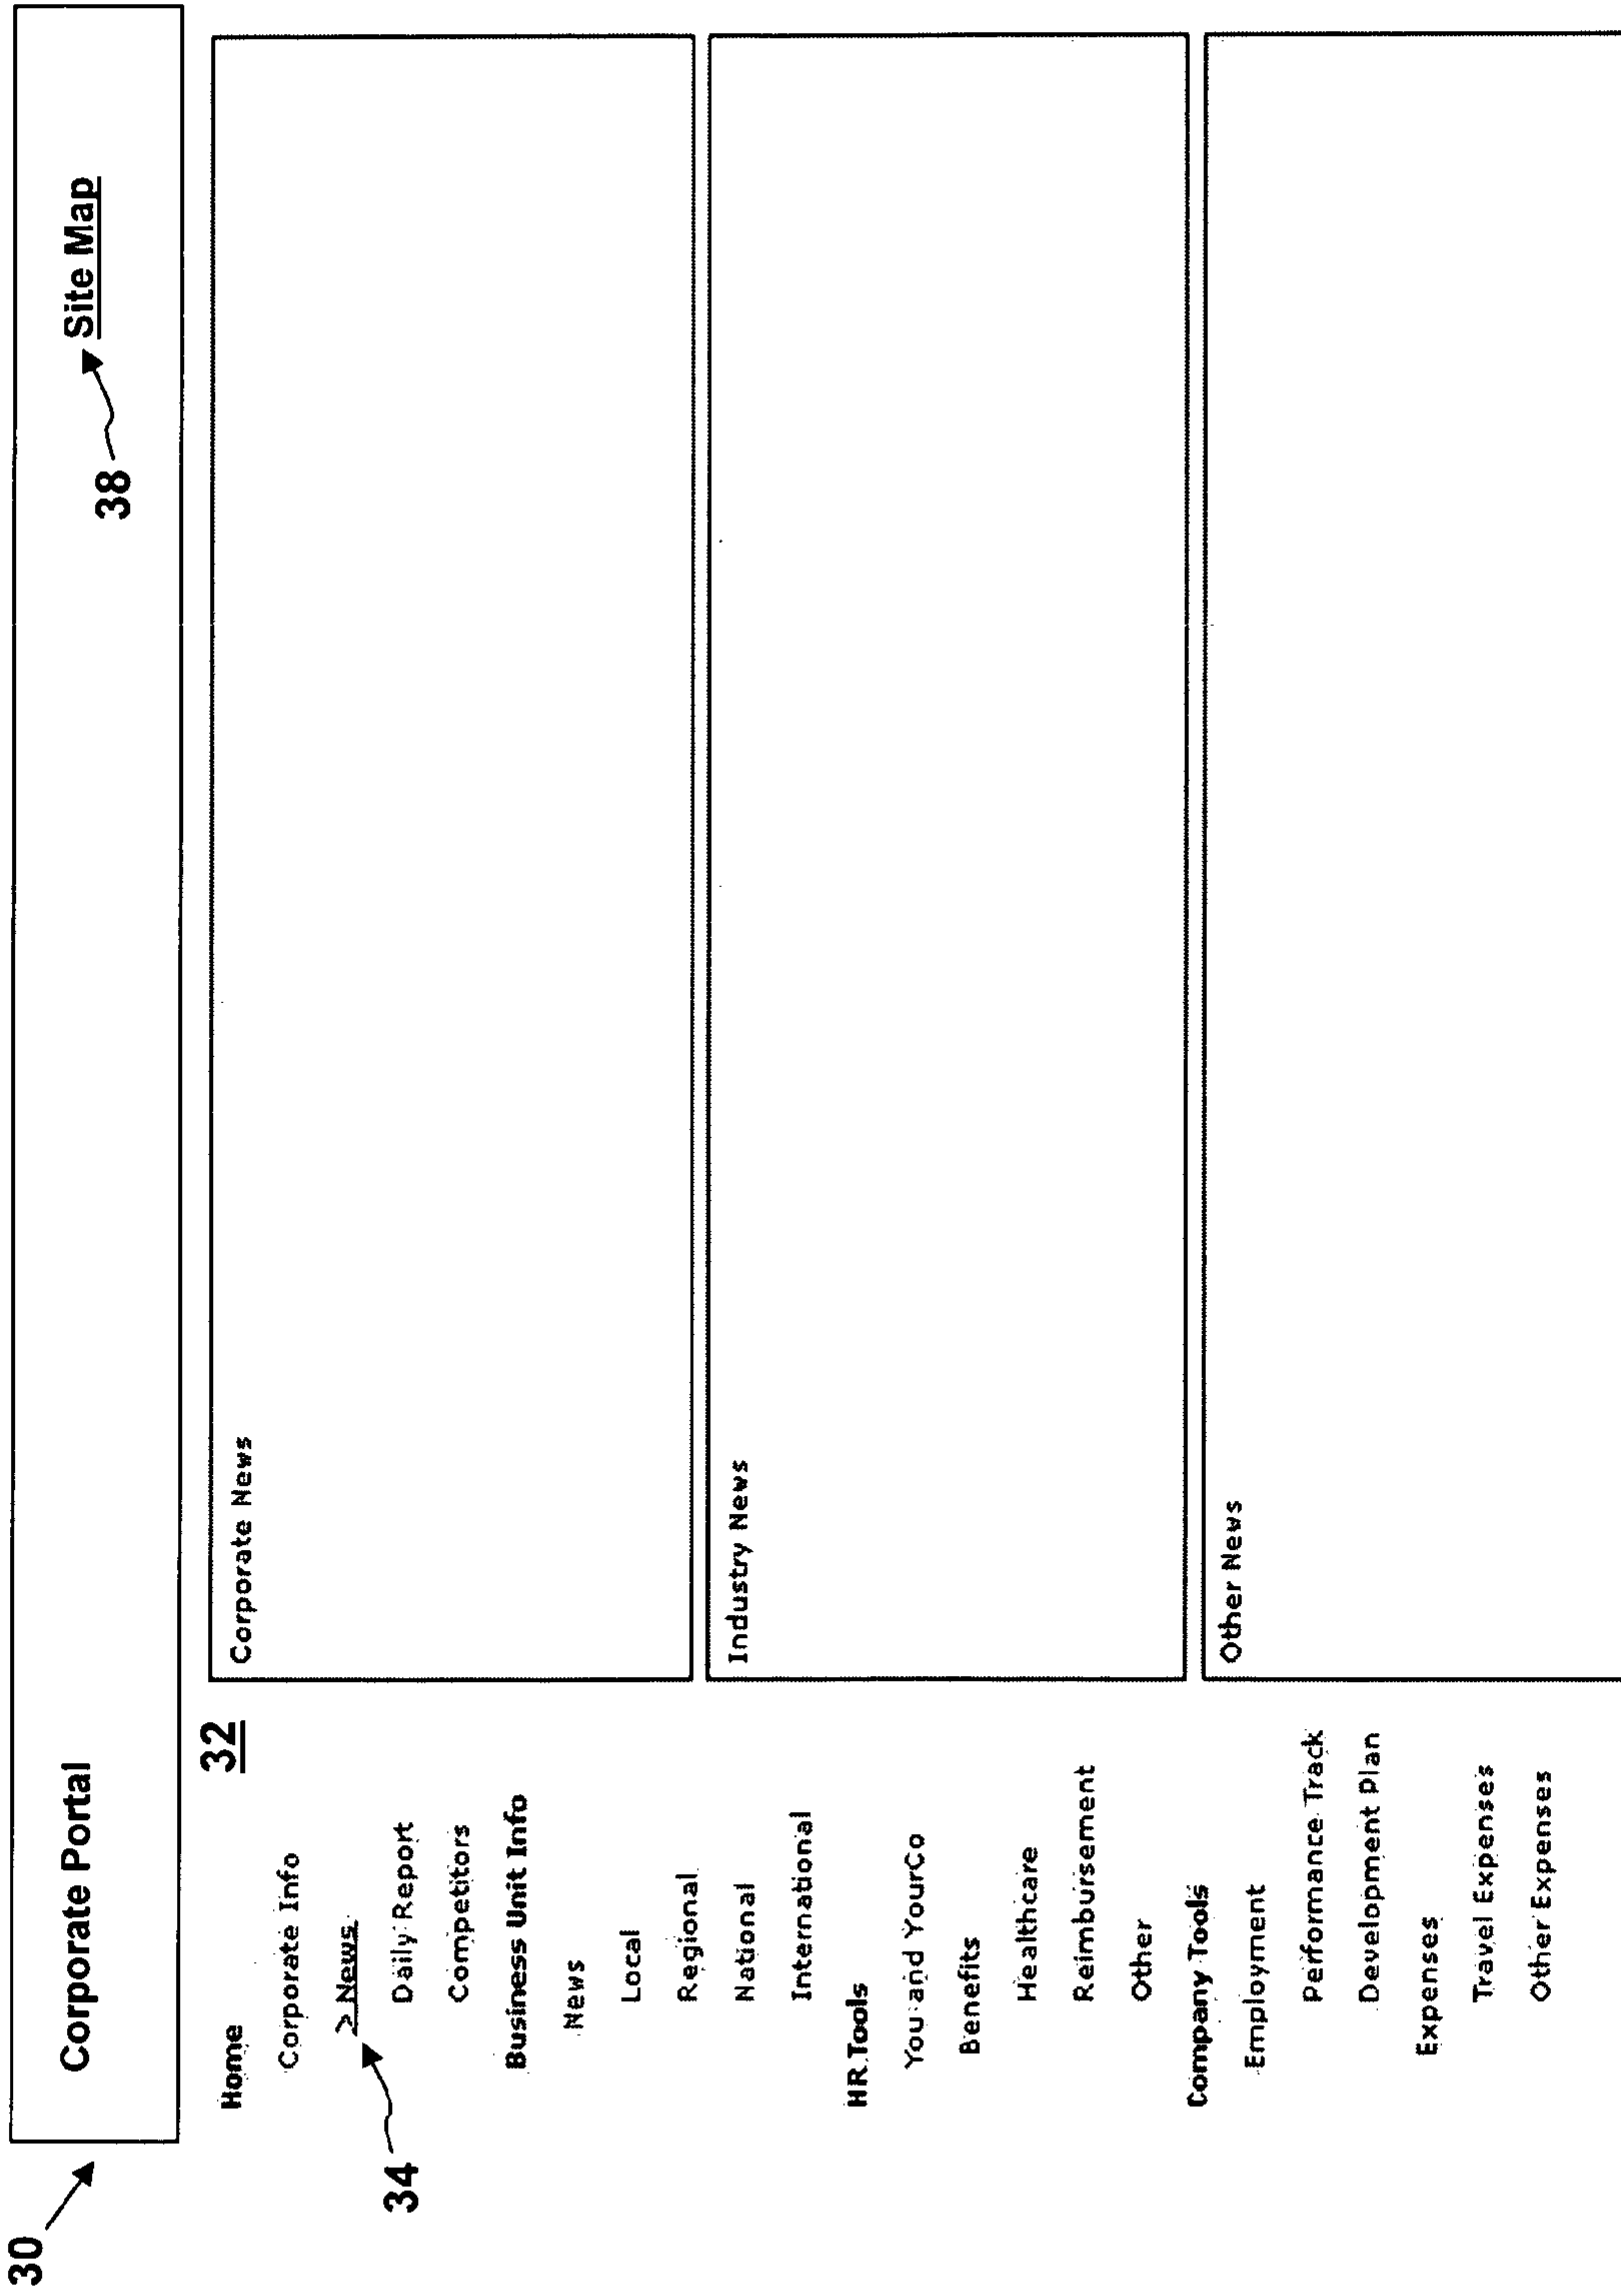 30
Corporate Portal
38
Site Map
32
Home
Corporate Info
34
> News
Daily Report
Competitors
Business Unit Info
News
Local
Regional
National
International
HR Tools
You and YourCo
Benefits
Healthcare
Reimbursement
Other
Company Tools
Employment
Performance Track
Development Plan
Expenses
Travel Expenses
Other Expenses
Corporate News
Industry News
Other News